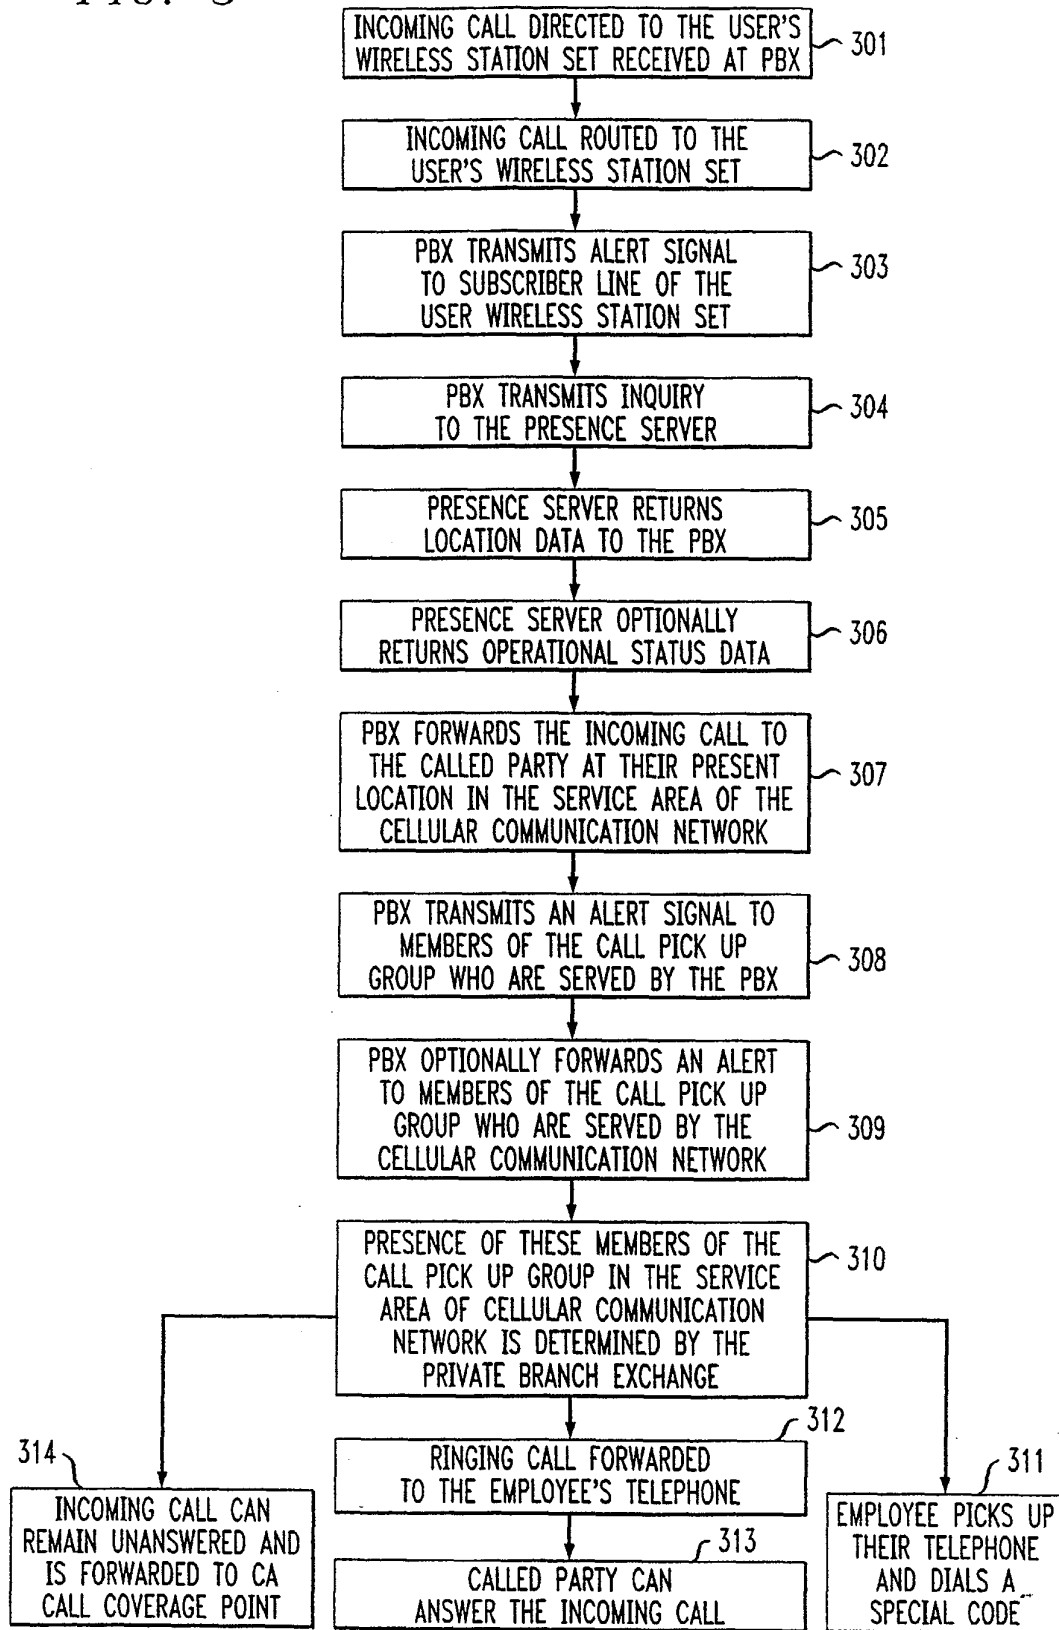 FIG. 3
INCOMING CALL DIRECTED TO THE USER'S
WIRELESS STATION SET RECEIVED AT PBX
301
INCOMING CALL ROUTED TO THE
USER'S WIRELESS STATION SET
302
PBX TRANSMITS ALERT SIGNAL
TO SUBSCRIBER LINE OF THE
USER WIRELESS STATION SET
303
PBX TRANSMITS INQUIRY
TO THE PRESENCE SERVER
304
PRESENCE SERVER RETURNS
LOCATION DATA TO THE PBX
305
PRESENCE SERVER OPTIONALLY
RETURNS OPERATIONAL STATUS DATA
306
PBX FORWARDS THE INCOMING CALL TO
THE CALLED PARTY AT THEIR PRESENT
LOCATION IN THE SERVICE AREA OF THE
CELLULAR COMMUNICATION NETWORK
307
PBX TRANSMITS AN ALERT SIGNAL TO
MEMBERS OF THE CALL PICK UP
GROUP WHO ARE SERVED BY THE PBX
308
PBX OPTIONALLY FORWARDS AN ALERT
TO MEMBERS OF THE CALL PICK UP
GROUP WHO ARE SERVED BY THE
CELLULAR COMMUNICATION NETWORK
309
PRESENCE OF THESE MEMBERS OF THE
CALL PICK UP GROUP IN THE SERVICE
AREA OF CELLULAR COMMUNICATION
NETWORK IS DETERMINED BY THE
PRIVATE BRANCH EXCHANGE
310
314
INCOMING CALL CAN
REMAIN UNANSWERED AND
IS FORWARDED TO CA
CALL COVERAGE POINT
312
RINGING CALL FORWARDED
TO THE EMPLOYEE'S TELEPHONE
313
CALLED PARTY CAN
ANSWER THE INCOMING CALL
311
EMPLOYEE PICKS UP
THEIR TELEPHONE
AND DIALS A
SPECIAL CODE